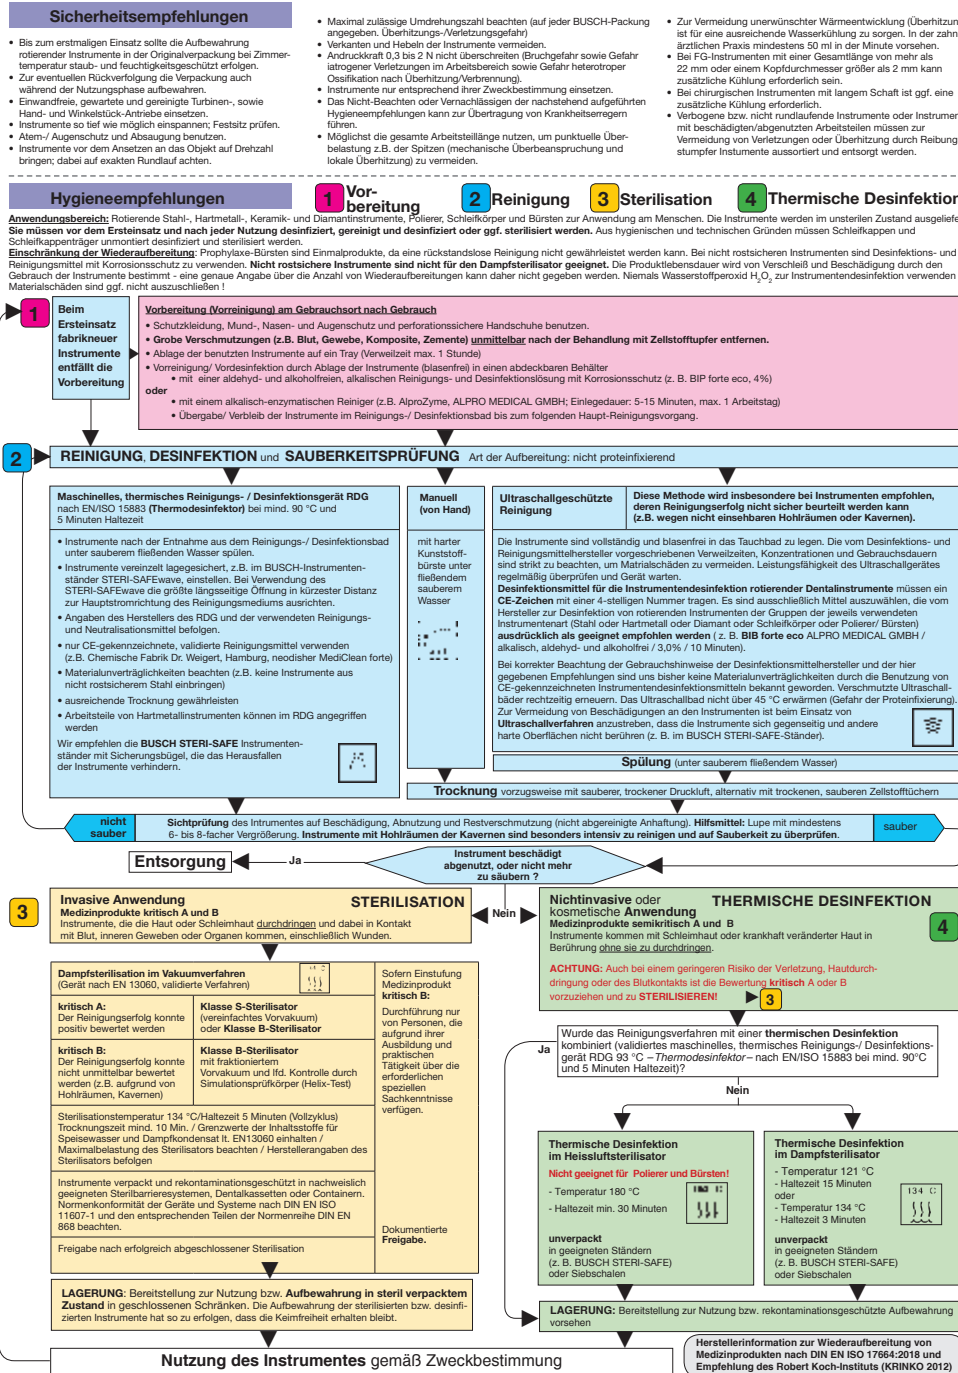 Sicherheitsempfehlungen
• Bis zum erstmaligen Einsatz sollte die Aufbewahrung
rotierender Instrumente in der Originalverpackung bei Zimmer-
temperatur staub- und feuchtigkeitsgeschützt erfolgen.
• Zur eventuellen Rückverfolgung die Verpackung auch
während der Nutzungsphase aufbewahren.
• Einwandfreie, gewartete und gereinigte Turbinen-, sowie
Hand- und Winkelstück-Antriebe einsetzen.
• Instrumente so tief wie möglich einspannen; Festsitz prüfen.
• Atem-/ Augenschutz und Absaugung benutzen.
• Instrumente vor dem Ansetzen an das Objekt auf Drehzahl
bringen; dabei auf exakten Rundlauf achten.
• Maximal zulässige Umdrehungszahl beachten (auf jeder BUSCH-Packung
angegeben. Überhitzungs-/Verletzungsgefahr)
• Verkanten und Hebeln der Instrumente vermeiden.
• Andruckkraft 0,3 bis 2 N nicht überschreiten (Bruchgefahr sowie Gefahr
iatrogener Verletzungen im Arbeitsbereich sowie Gefahr heterotroper
Ossifikation nach Überhitzung/Verbrennung).
• Instrumente nur entsprechend ihrer Zweckbestimmung einsetzen.
• Das Nicht-Beachten oder Vernachlässigen der nachstehend aufgeführten
Hygieneempfehlungen kann zur Übertragung von Krankheitserregern
führen.
• Möglichst die gesamte Arbeitsteillänge nutzen, um punktuelle Über-
belastung z.B. der Spitzen (mechanische Überbeanspruchung und
lokale Überhitzung) zu vermeiden.
• Zur Vermeidung unerwünschter Wärmeentwicklung (Überhitzun
ist für eine ausreichende Wasserkühlung zu sorgen. In der zahn
ärztlichen Praxis mindestens 50 ml in der Minute vorsehen.
• Bei FG-Instrumenten mit einer Gesamtlänge von mehr als
22 mm oder einem Kopfdurchmesser größer als 2 mm kann
zusätzliche Kühlung erforderlich sein.
• Bei chirurgischen Instrumenten mit langem Schaft ist ggf. eine
zusätzliche Kühlung erforderlich.
• Verbogene bzw. nicht rundlaufende Instrumente oder Instrumen
mit beschädigten/abgenutzten Arbeitsteilen müssen zur
Vermeidung von Verletzungen oder Überhitzung durch Reibung
stumpfer Instumente aussortiert und entsorgt werden.
Hygieneempfehlungen
1 Vor-
bereitung
2 Reinigung
3 Sterilisation
4 Thermische Desinfektion
Anwendungsbereich: Rotierende Stahl-, Hartmetall-, Keramik- und Diamantinstrumente, Polierer, Schleifkörper und Bürsten zur Anwendung am Menschen. Die Instrumente werden im unsterilen Zustand ausgeliefe
Sie müssen vor dem Ersteinsatz und nach jeder Nutzung desinfiziert, gereinigt und desinfiziert oder ggf. sterilisiert werden. Aus hygienischen und technischen Gründen müssen Schleifkappen und
Schleifkappenträger unmontiert desinfiziert und sterilisiert werden.
Einschränkung der Wiederaufbereitung: Prophylaxe-Bürsten sind Einmalprodukte, da eine rückstandslose Reinigung nicht gewährleistet werden kann. Bei nicht rostsicheren Instrumenten sind Desinfektions- und
Reinigungsmittel mit Korrosionsschutz zu verwenden. Nicht rostsichere Instrumente sind nicht für den Dampfsterilisator geeignet. Die Produktlebensdauer wird von Verschleiß und Beschädigung durch den
Gebrauch der Instrumente bestimmt - eine genaue Angabe über die Anzahl von Wiederaufbereitungen kann daher nicht gegeben werden. Niemals Wasserstoffperoxid H2O2 zur Instrumentendesinfektion verwenden
Materialschäden sind ggf. nicht auszuschließen !
1
Beim
Ersteinsatz
fabrikneuer
Instrumente
entfällt die
Vorbereitung
Vorbereitung (Vorreinigung) am Gebrauchsort nach Gebrauch
• Schutzkleidung, Mund-, Nasen- und Augenschutz und perforationssichere Handschuhe benutzen.
• Grobe Verschmutzungen (z.B. Blut, Gewebe, Komposite, Zemente) unmittelbar nach der Behandlung mit Zellstofftupfer entfernen.
• Ablage der benutzten Instrumente auf ein Tray (Verweilzeit max. 1 Stunde)
• Vorreinigung/ Vordesinfektion durch Ablage der Instrumente (blasenfrei) in einen abdeckbaren Behälter
• mit einer aldehyd- und alkoholfreien, alkalischen Reinigungs- und Desinfektionslösung mit Korrosionsschutz (z. B. BIP forte eco, 4%)
oder
• mit einem alkalisch-enzymatischen Reiniger (z.B. AlproZyme, ALPRO MEDICAL GMBH; Einlegedauer: 5-15 Minuten, max. 1 Arbeitstag)
• Übergabe/ Verbleib der Instrumente im Reinigungs-/ Desinfektionsbad bis zum folgenden Haupt-Reinigungsvorgang.
2
REINIGUNG, DESINFEKTION und SAUBERKEITSPRÜFUNG Art der Aufbereitung: nicht proteinfixierend
Maschinelles, thermisches Reinigungs- / Desinfektionsgerät RDG
nach EN/ISO 15883 (Thermodesinfektor) bei mind. 90 °C und
5 Minuten Haltezeit
• Instrumente nach der Entnahme aus dem Reinigungs-/ Desinfektionsbad
unter sauberem fließenden Wasser spülen.
• Instrumente vereinzelt lagegesichert, z.B. im BUSCH-Instrumenten-
ständer STERI-SAFEwave, einstellen. Bei Verwendung des
STERI-SAFEwave die größte längsseitige Öffnung in kürzester Distanz
zur Hauptstromrichtung des Reinigungsmediums ausrichten.
• Angaben des Herstellers des RDG und der verwendeten Reinigungs-
und Neutralisationsmittel befolgen.
• nur CE-gekennzeichnete, validierte Reinigungsmittel verwenden
(z.B. Chemische Fabrik Dr. Weigert, Hamburg, neodisher MediClean forte)
• Materialunverträglichkeiten beachten (z.B. keine Instrumente aus
nicht rostsicherem Stahl einbringen)
• ausreichende Trocknung gewährleisten
• Arbeitsteile von Hartmetallinstrumenten können im RDG angegriffen
werden
Wir empfehlen die BUSCH STERI-SAFE Instrumenten-
ständer mit Sicherungsbügel, die das Herausfallen
der Instrumente verhindern.
Manuell
(von Hand)
mit harter
Kunststoff-
bürste unter
fließendem
sauberem
Wasser
Ultraschallgeschützte
Reinigung
Diese Methode wird insbesondere bei Instrumenten empfohlen,
deren Reinigungserfolg nicht sicher beurteilt werden kann
(z.B. wegen nicht einsehbaren Hohlräumen oder Kavernen).
Die Instrumente sind vollständig und blasenfrei in das Tauchbad zu legen. Die vom Desinfektions- und
Reinigungsmittelhersteller vorgeschriebenen Verweilzeiten, Konzentrationen und Gebrauchsdauern
sind strikt zu beachten, um Matrialschäden zu vermeiden. Leistungsfähigkeit des Ultraschallgerätes
regelmäßig überprüfen und Gerät warten.
Desinfektionsmittel für die Instrumentendesinfektion rotierender Dentalinstrumente müssen ein
CE-Zeichen mit einer 4-stelligen Nummer tragen. Es sind ausschließlich Mittel auszuwählen, die vom
Hersteller zur Desinfektion von rotierenden Instrumenten der Gruppen der jeweils verwendeten
Instrumentenart (Stahl oder Hartmetall oder Diamant oder Schleifkörper oder Polierer/ Bürsten)
ausdrücklich als geeignet empfohlen werden ( z. B. BIB forte eco ALPRO MEDICAL GMBH /
alkalisch, aldehyd- und alkoholfrei / 3,0% / 10 Minuten).
Bei korrekter Beachtung der Gebrauchshinweise der Desinfektionsmittelhersteller und der hier
gegebenen Empfehlungen sind uns bisher keine Materialunverträglichkeiten durch die Benutzung von
CE-gekennzeichneten Instrumentendesinfektionsmitteln bekannt geworden. Verschmutzte Ultraschall-
bäder rechtzeitig erneuern. Das Ultraschallbad nicht über 45 °C erwärmen (Gefahr der Proteinfixierung).
Zur Vermeidung von Beschädigungen an den Instrumenten ist beim Einsatz von
Ultraschallverfahren anzustreben, dass die Instrumente sich gegenseitig und andere
harte Oberflächen nicht berühren (z. B. im BUSCH STERI-SAFE-Ständer).
Spülung (unter sauberem fließendem Wasser)
Trocknung vorzugsweise mit sauberer, trockener Druckluft, alternativ mit trockenen, sauberen Zellstofftüchern
nicht
sauber
Sichtprüfung des Intrumentes auf Beschädigung, Abnutzung und Restverschmutzung (nicht abgereinigte Anhaftung). Hilfsmittel: Lupe mit mindestens
6- bis 8-facher Vergrößerung. Instrumente mit Hohlräumen der Kavernen sind besonders intensiv zu reinigen und auf Sauberkeit zu überprüfen.
sauber
Entsorgung
Ja
Instrument beschädigt
abgenutzt, oder nicht mehr
zu säubern ?
Nein
3
Invasive Anwendung
STERILISATION
Medizinprodukte kritisch A und B
Instrumente, die die Haut oder Schleimhaut durchdringen und dabei in Kontakt
mit Blut, inneren Geweben oder Organen kommen, einschließlich Wunden.
Dampfsterilisation im Vakuumverfahren
(Gerät nach EN 13060, validierte Verfahren)
kritisch A:
Der Reinigungserfolg konnte
positiv bewertet werden
Klasse S-Sterilisator
(vereinfachtes Vorvakuum)
oder Klasse B-Sterilisator
kritisch B:
Der Reinigungserfolg konnte
nicht unmittelbar bewertet
werden (z.B. aufgrund von
Hohlräumen, Kavernen)
Klasse B-Sterilisator
mit fraktioniertem
Vorvakuum und lfd. Kontrolle durch
Simulationsprüfkörper (Helix-Test)
Sterilisationstemperatur 134 °C/Haltezeit 5 Minuten (Vollzyklus)
Trocknungszeit mind. 10 Min. / Grenzwerte der Inhaltsstoffe für
Speisewasser und Dampfkondensat lt. EN13060 einhalten /
Maximalbelastung des Sterilisators beachten / Herstellerangaben des
Sterilisators befolgen
Instrumente verpackt und rekontaminationsgeschützt in nachweislich
geeigneten Sterilbarrieresystemen, Dentalkassetten oder Containern.
Normenkonformität der Geräte und Systeme nach DIN EN ISO
11607-1 und den entsprechenden Teilen der Normenreihe DIN EN
868 beachten.
Freigabe nach erfolgreich abgeschlossener Sterilisation
Sofern Einstufung
Medizinprodukt
kritisch B:
Durchführung nur
von Personen, die
aufgrund ihrer
Ausbildung und
praktischen
Tätigkeit über die
erforderlichen
speziellen
Sachkenntnisse
verfügen.
Dokumentierte
Freigabe.
LAGERUNG: Bereitstellung zur Nutzung bzw. Aufbewahrung in steril verpacktem
Zustand in geschlossenen Schränken. Die Aufbewahrung der sterilisierten bzw. desinfi-
zierten Instrumente hat so zu erfolgen, dass die Keimfreiheit erhalten bleibt.
Nichtinvasive oder
kosmetische Anwendung
THERMISCHE DESINFEKTION
4
Medizinprodukte semikritisch A und B
Instrumente kommen mit Schleimhaut oder krankhaft veränderter Haut in
Berührung ohne sie zu durchdringen.
ACHTUNG: Auch bei einem geringeren Risiko der Verletzung, Hautdurch-
dringung oder des Blutkontakts ist die Bewertung kritisch A oder B
vorzuziehen und zu STERILISIEREN!
3
Ja
Wurde das Reinigungsverfahren mit einer thermischen Desinfektion
kombiniert (validiertes maschinelles, thermisches Reinigungs-/ Desinfektions-
gerät RDG 93 °C –Thermodesinfektor– nach EN/ISO 15883 bei mind. 90°C
und 5 Minuten Haltezeit)?
Nein
Thermische Desinfektion
im Heissluftsterilisator
Nicht geeignet für Polierer und Bürsten!
- Temperatur 180 °C
- Haltezeit min. 30 Minuten
unverpackt
in geeigneten Ständern
(z. B. BUSCH STERI-SAFE)
oder Siebschalen
Thermische Desinfektion
im Dampfsterilisator
- Temperatur 121 °C
- Haltezeit 15 Minuten
oder
- Temperatur 134 °C
- Haltezeit 3 Minuten
134 °C
unverpackt
in geeigneten Ständern
(z. B. BUSCH STERI-SAFE)
oder Siebschalen
LAGERUNG: Bereitstellung zur Nutzung bzw. rekontaminationsgeschützte Aufbewahrung
vorsehen
Nutzung des Instrumentes gemäß Zweckbestimmung
Herstellerinformation zur Wiederaufbereitung von
Medizinprodukten nach DIN EN ISO 17664:2018 und
Empfehlung des Robert Koch-Instituts (KRINKO 2012)